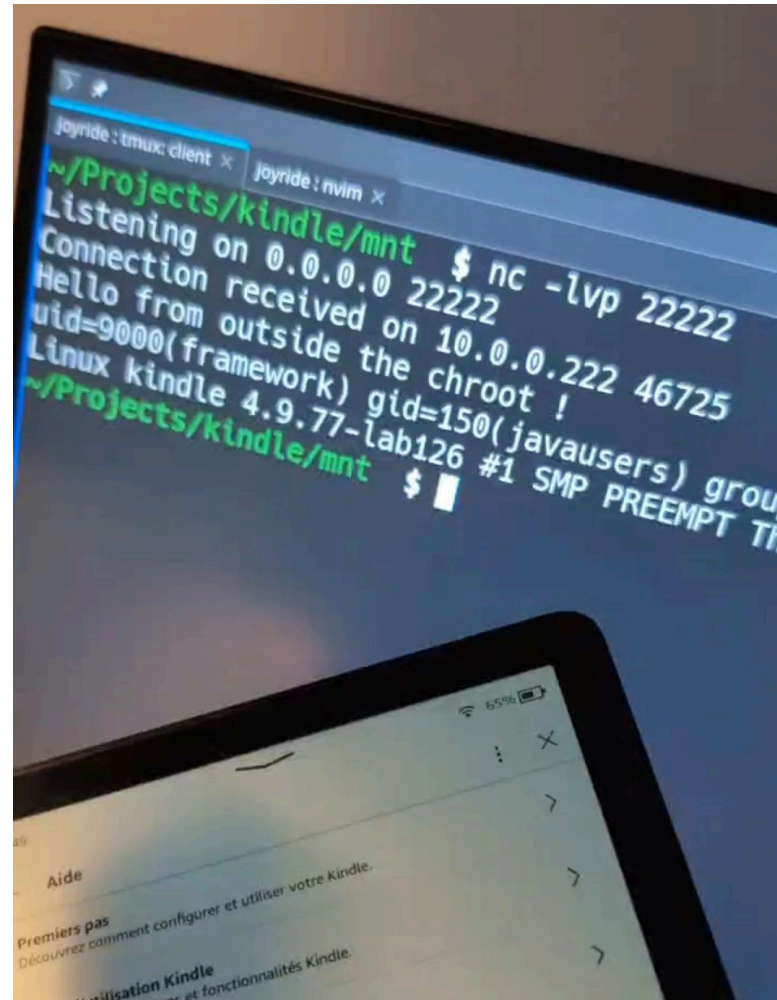 joyride : tmux: client ×
joyride : nvim ×
~/Projects/kindle/mnt $ nc -lvp 22222
Listening on 0.0.0.0 22222
Connection received on 10.0.0.222 46725
Hello from outside the chroot !
uid=9000(framework) gid=150(javausers) grou
Linux kindle 4.9.77-lab126 #1 SMP PREEMPT Th
~/Projects/kindle/mnt $
65%
Aide
Premiers pas
Découvrez comment configurer et utiliser votre Kindle.
Kindle
et fonctionnalités Kindle.